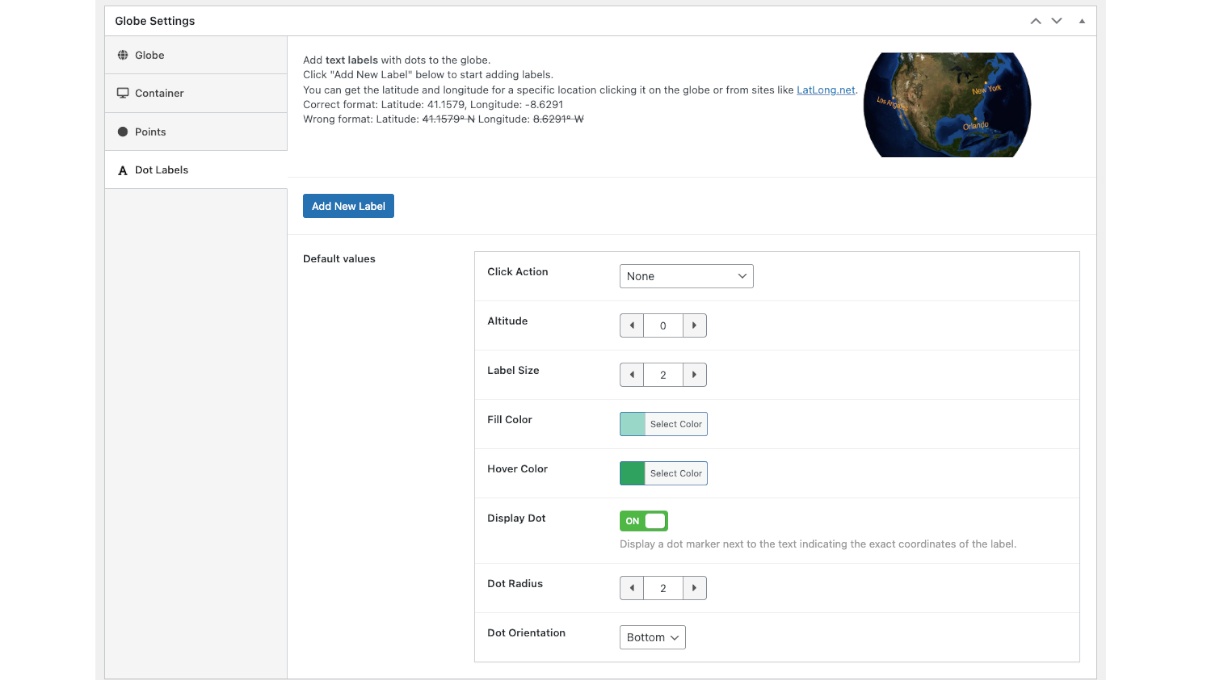 Globe Settings
Globe
Container
Points
A Dot Labels
Add text labels with dots to the globe.
Click "Add New Label" below to start adding labels.
You can get the latitude and longitude for a specific location clicking it on the globe or from sites like LatLong.net.
Correct format: Latitude: 41.1579, Longitude: -8.6291
Wrong format: Latitude: 41.1579º N Longitude: 8.6291º W
New York
Los Angeles
Orlando
Add New Label
Default values
Click Action
None
Altitude
0
Label Size
2
Fill Color
Select Color
Hover Color
Select Color
Display Dot
ON
Display a dot marker next to the text indicating the exact coordinates of the label.
Dot Radius
2
Dot Orientation
Bottom